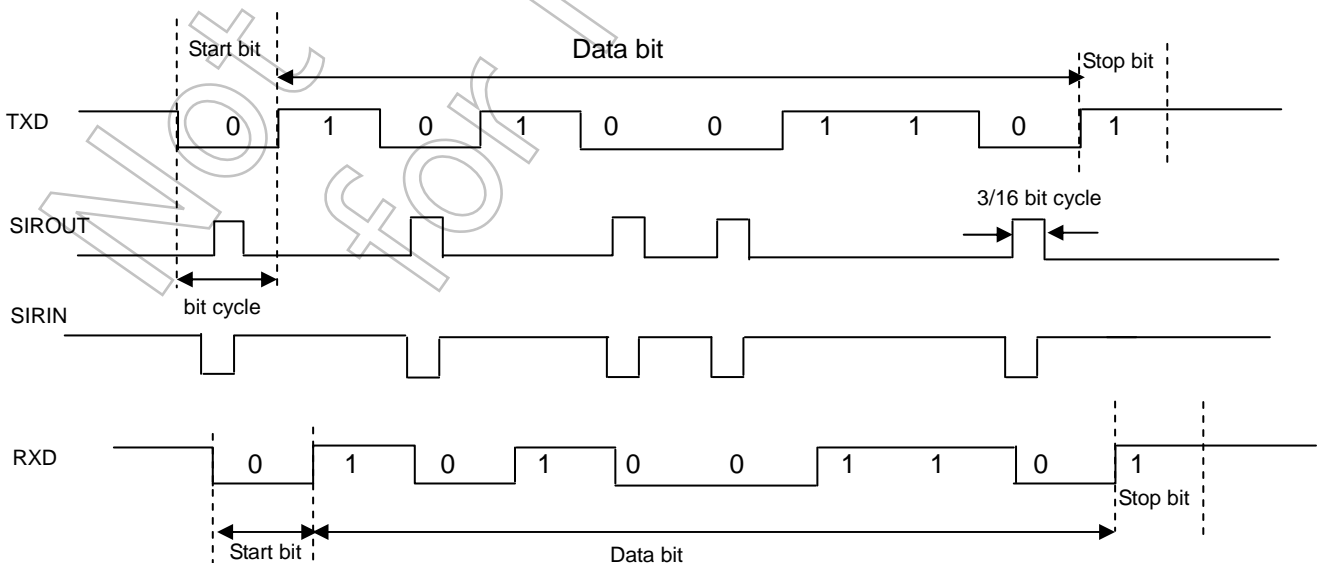 Start bit
Data bit
Stop bit
TXD
0 1 0 1 0 0 1 1 0 1
3/16 bit cycle
SIROUT
bit cycle
SIRIN
RXD
0 1 0 1 0 0 1 1 0 1
Stop bit
Start bit
Data bit
Not
for